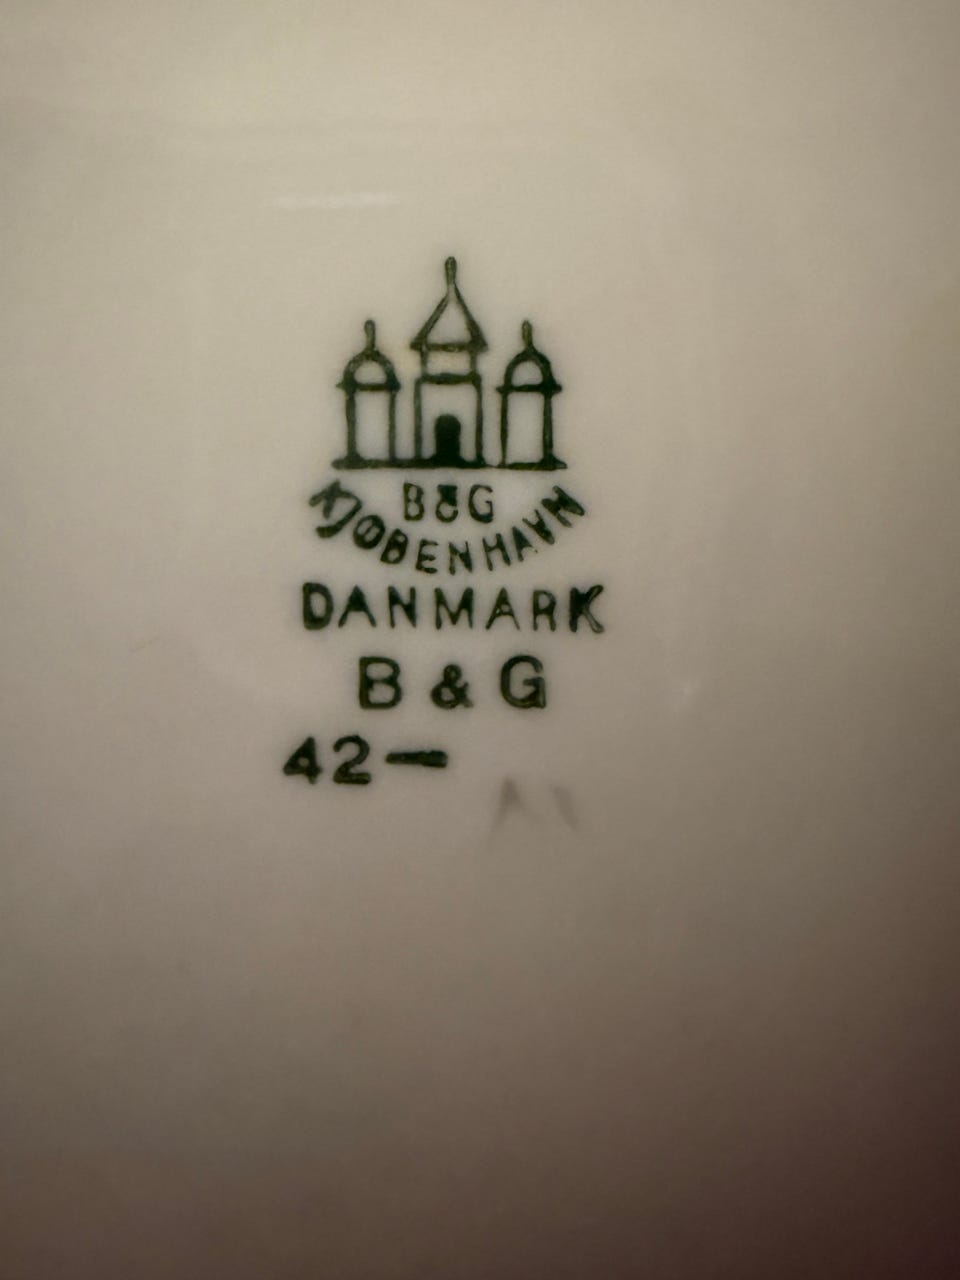 B&G
KJØBENHAVN
DANMARK
B & G
42—